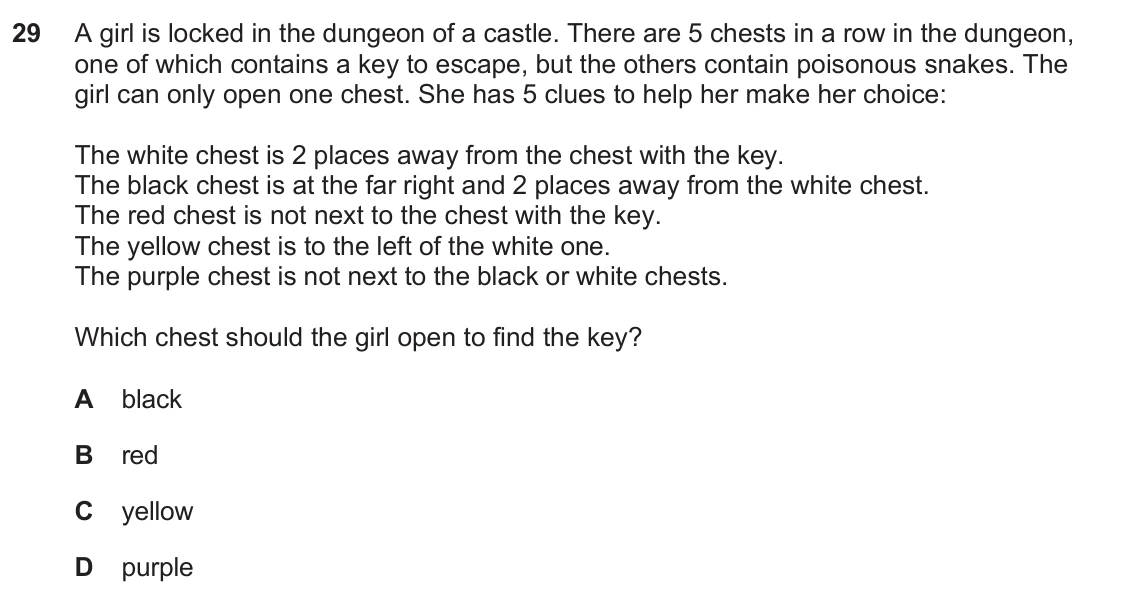 29 A girl is locked in the dungeon of a castle. There are 5 chests in a row in the dungeon,
one of which contains a key to escape, but the others contain poisonous snakes. The
girl can only open one chest. She has 5 clues to help her make her choice:
The white chest is 2 places away from the chest with the key.
The black chest is at the far right and 2 places away from the white chest.
The red chest is not next to the chest with the key.
The yellow chest is to the left of the white one.
The purple chest is not next to the black or white chests.
Which chest should the girl open to find the key?
A black
B red
C yellow
D purple